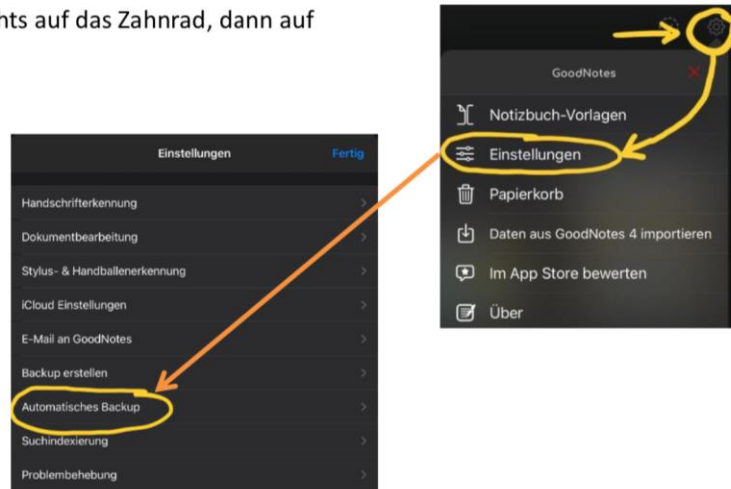 hts auf das Zahnrad, dann auf
GoodNotes
Notizbuch-Vorlagen
Einstellungen
Papierkorb
Daten aus GoodNotes 4 importieren
Im App Store bewerten
Über
Einstellungen Fertig
Handschrifterkennung
Dokumentbearbeitung
Stylus- & Handballenerkennung
iCloud Einstellungen
E-Mail an GoodNotes
Backup erstellen
Automatisches Backup
Suchindexierung
Problembehebung